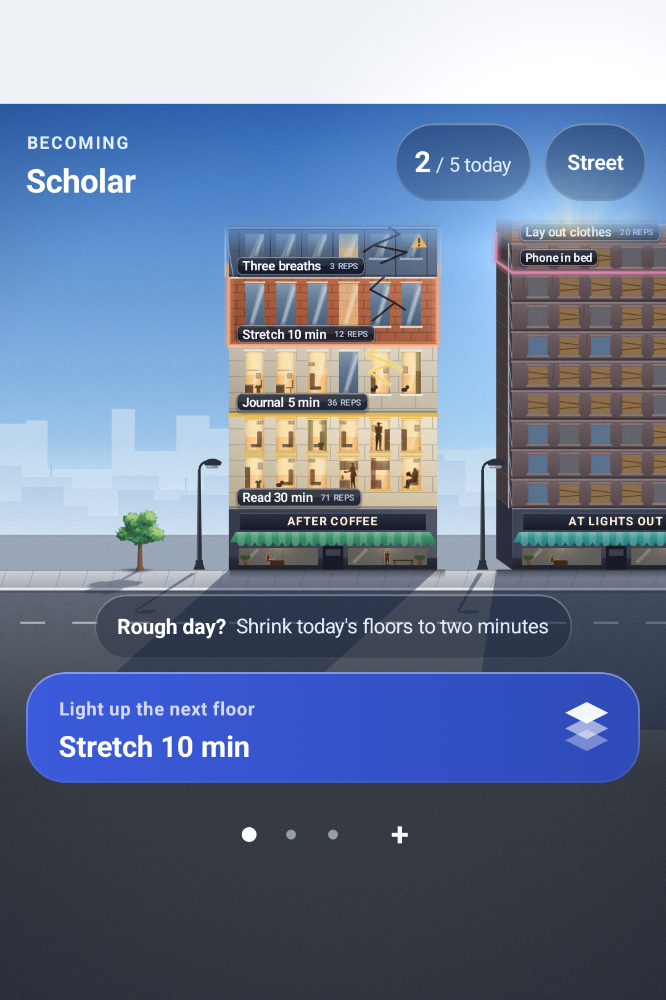 BECOMING
Scholar
2 / 5 today
Street
Lay out clothes 20 REPS
Phone in bed
Three breaths 3 REPS
Stretch 10 min 12 REPS
Journal 5 min 36 REPS
Read 30 min 71 REPS
AFTER COFFEE
AT LIGHTS OUT
Rough day? Shrink today's floors to two minutes
Light up the next floor
Stretch 10 min
+